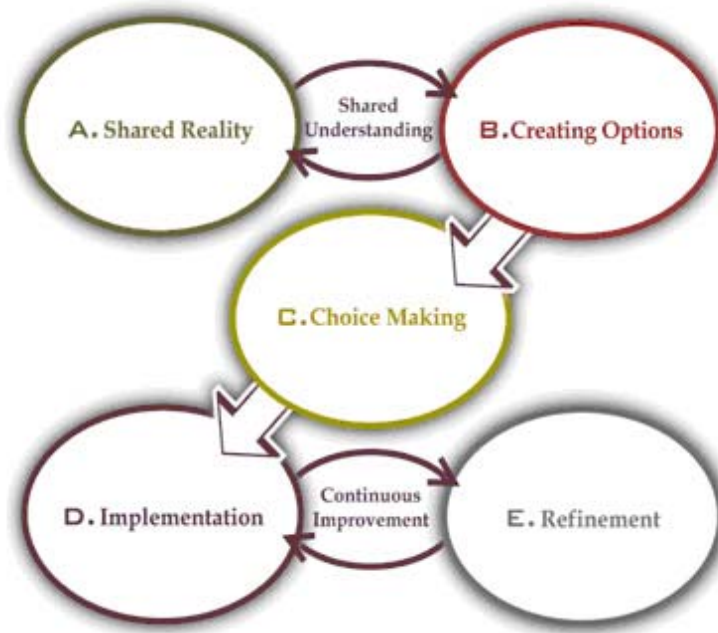 A. Shared Reality
Shared
Understanding
B. Creating Options
C. Choice Making
D. Implementation
Continuous
Improvement
E. Refinement